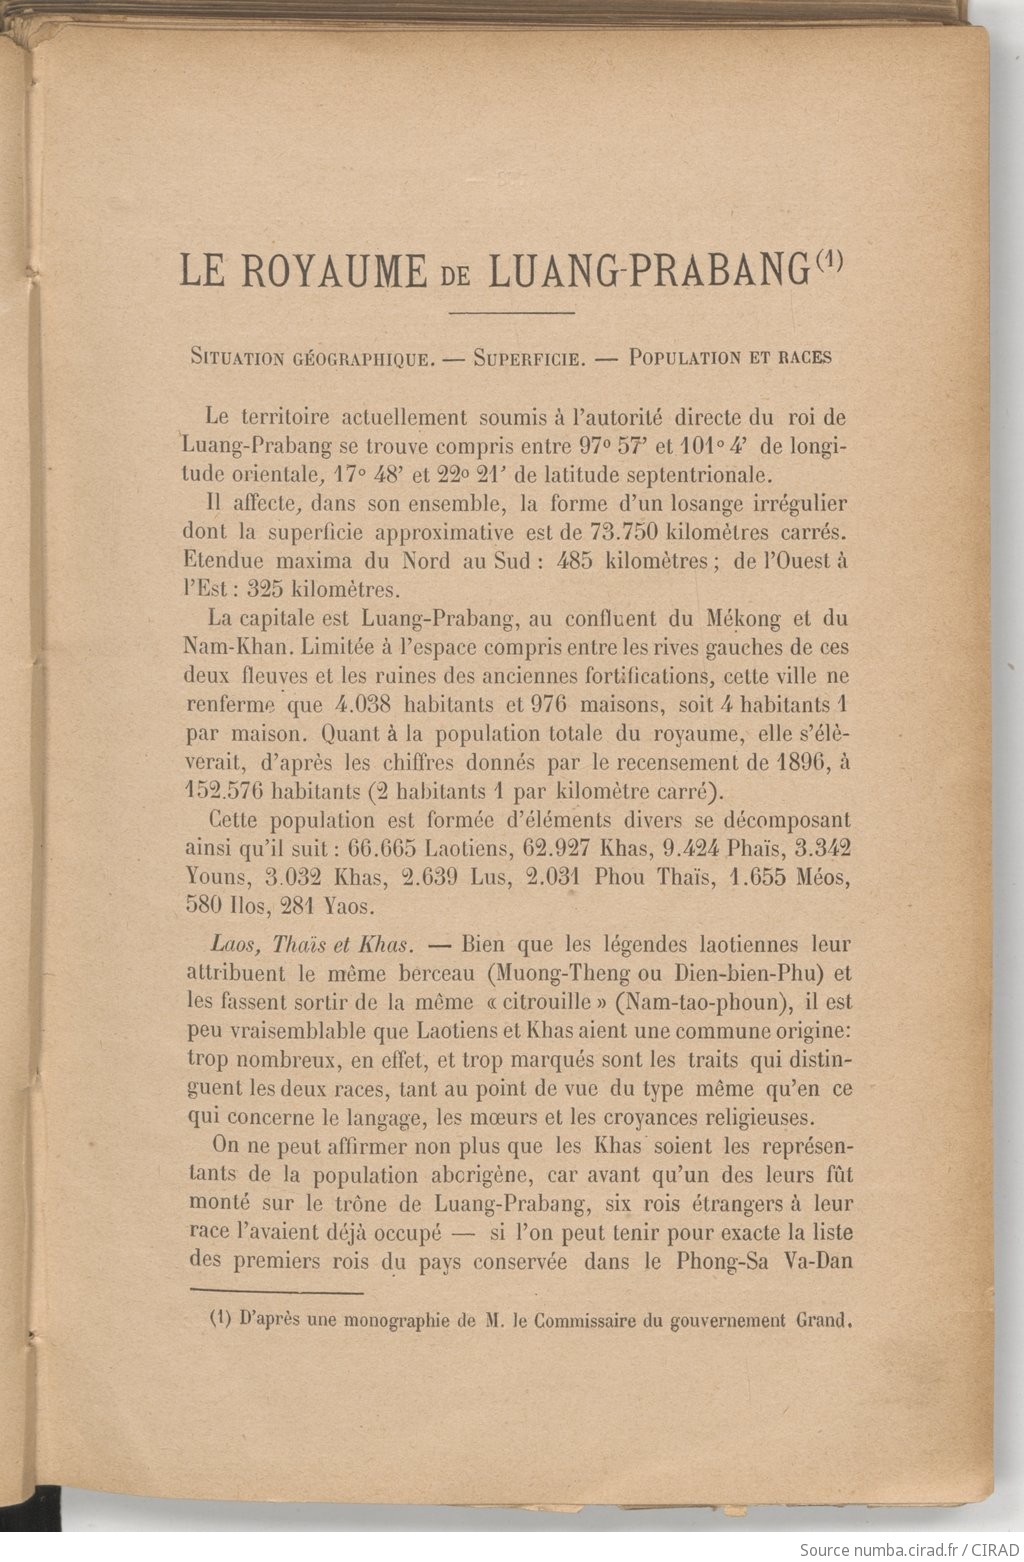 LE ROYAUME DE LUANG-PRABANG (1)
SITUATION GÉOGRAPHIQUE. — SUPERFICIE. — POPULATION ET RACES
Le territoire actuellement soumis à l'autorité directe du roi de
Luang-Prabang se trouve compris entre 97° 57' et 101° 4' de longi-
tude orientale, 17° 48' et 22° 21' de latitude septentrionale.
Il affecte, dans son ensemble, la forme d'un losange irrégulier
dont la superficie approximative est de 73.750 kilomètres carrés.
Etendue maxima du Nord au Sud : 485 kilomètres ; de l'Ouest à
l'Est : 325 kilomètres.
La capitale est Luang-Prabang, au confluent du Mékong et du
Nam-Khan. Limitée à l'espace compris entre les rives gauches de ces
deux fleuves et les ruines des anciennes fortifications, cette ville ne
renferme que 4.038 habitants et 976 maisons, soit 4 habitants 1
par maison. Quant à la population totale du royaume, elle s'élè-
verait, d'après les chiffres donnés par le recensement de 1896, à
152.576 habitants (2 habitants 1 par kilomètre carré).
Cette population est formée d'éléments divers se décomposant
ainsi qu'il suit : 66.665 Laotiens, 62.927 Khas, 9.424 Phaïs, 3.342
Youns, 3.032 Khas, 2.639 Lus, 2.031 Phou Thaïs, 1.655 Méos,
580 Ilos, 281 Yaos.
Laos, Thaïs et Khas. — Bien que les légendes laotiennes leur
attribuent le même berceau (Muong-Theng ou Dien-bien-Phu) et
les fassent sortir de la même « citrouille » (Nam-tao-phoun), il est
peu vraisemblable que Laotiens et Khas aient une commune origine:
trop nombreux, en effet, et trop marqués sont les traits qui distin-
guent les deux races, tant au point de vue du type même qu'en ce
qui concerne le langage, les mœurs et les croyances religieuses.
On ne peut affirmer non plus que les Khas soient les représen-
tants de la population aborigène, car avant qu'un des leurs fût
monté sur le trône de Luang-Prabang, six rois étrangers à leur
race l'avaient déjà occupé — si l'on peut tenir pour exacte la liste
des premiers rois du pays conservée dans le Phong-Sa Va-Dan
(1) D'après une monographie de M. le Commissaire du gouvernement Grand.
Source numba.cirad.fr / CIRAD